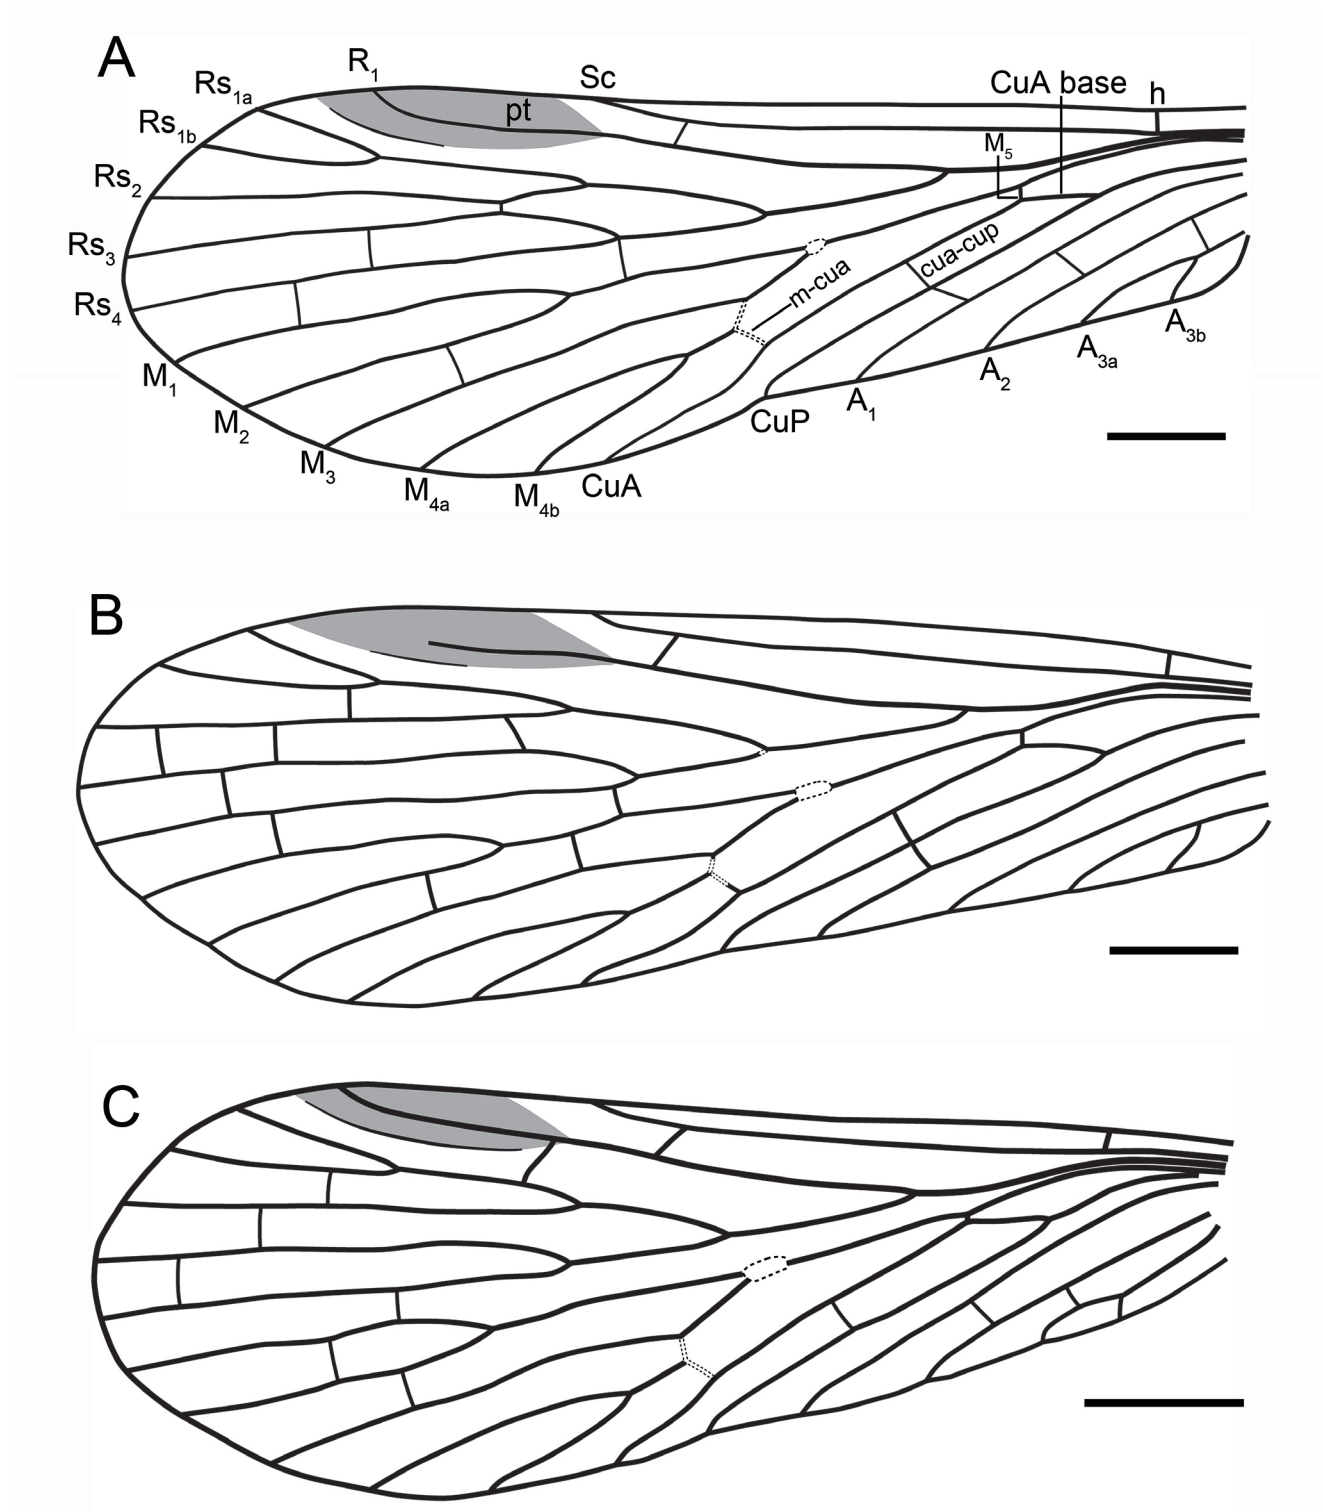 A
R1
Sc
CuA base
h
Rs1a
pt
Rs1b
M5
Rs2
cua-cup
Rs3
m-cua
Rs4
A3b
A3a
M1
A2
A1
M2
CuP
M3
CuA
M4a
M4b
B
C